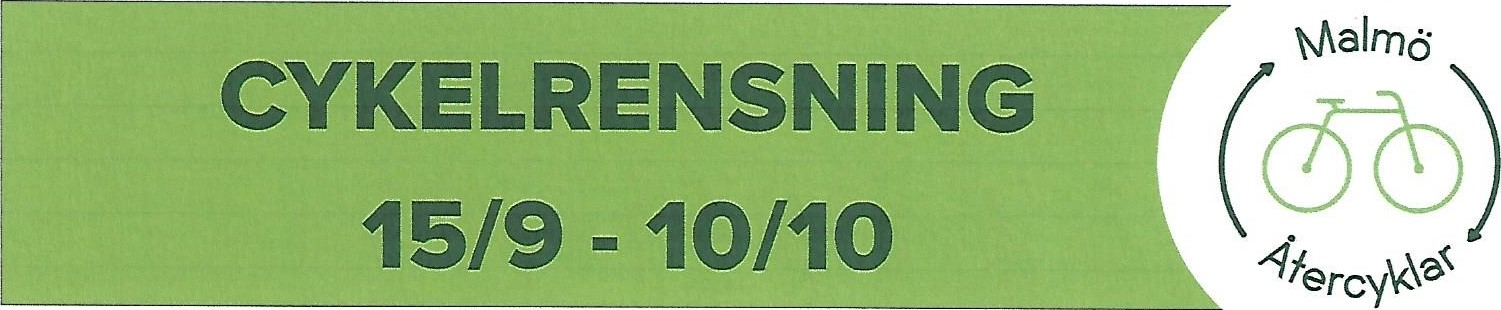 CYKELRENSNING
15/9 - 10/10
Malmö
Återcyklar